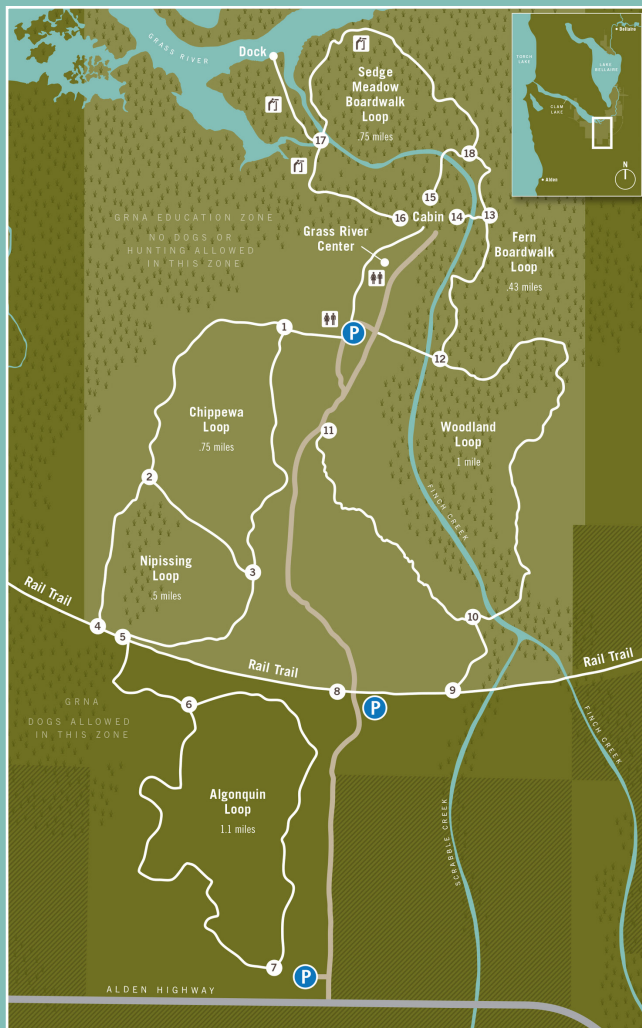 GRASS RIVER
Dock
Sedge
Meadow
Boardwalk
Loop
.75 miles
Bellaire
TORCH
LAKE
LAKE
BELLAIRE
CLAM
LAKE
Alden
N
17
18
15
16
Cabin
14
13
GRNA EDUCATION ZONE
NO DOGS OR
HUNTING ALLOWED
IN THIS ZONE
Grass River
Center
Fern
Boardwalk
Loop
.43 miles
1
P
12
Chippewa
Loop
.75 miles
11
Woodland
Loop
1 mile
2
FINCH CREEK
Nipissing
Loop
.5 miles
3
Rail Trail
4
5
10
Rail Trail
8
P
9
Rail Trail
GRNA
DOGS ALLOWED
IN THIS ZONE
6
FINCH CREEK
Algonquin
Loop
1.1 miles
SCRABBLE CREEK
7
P
ALDEN HIGHWAY